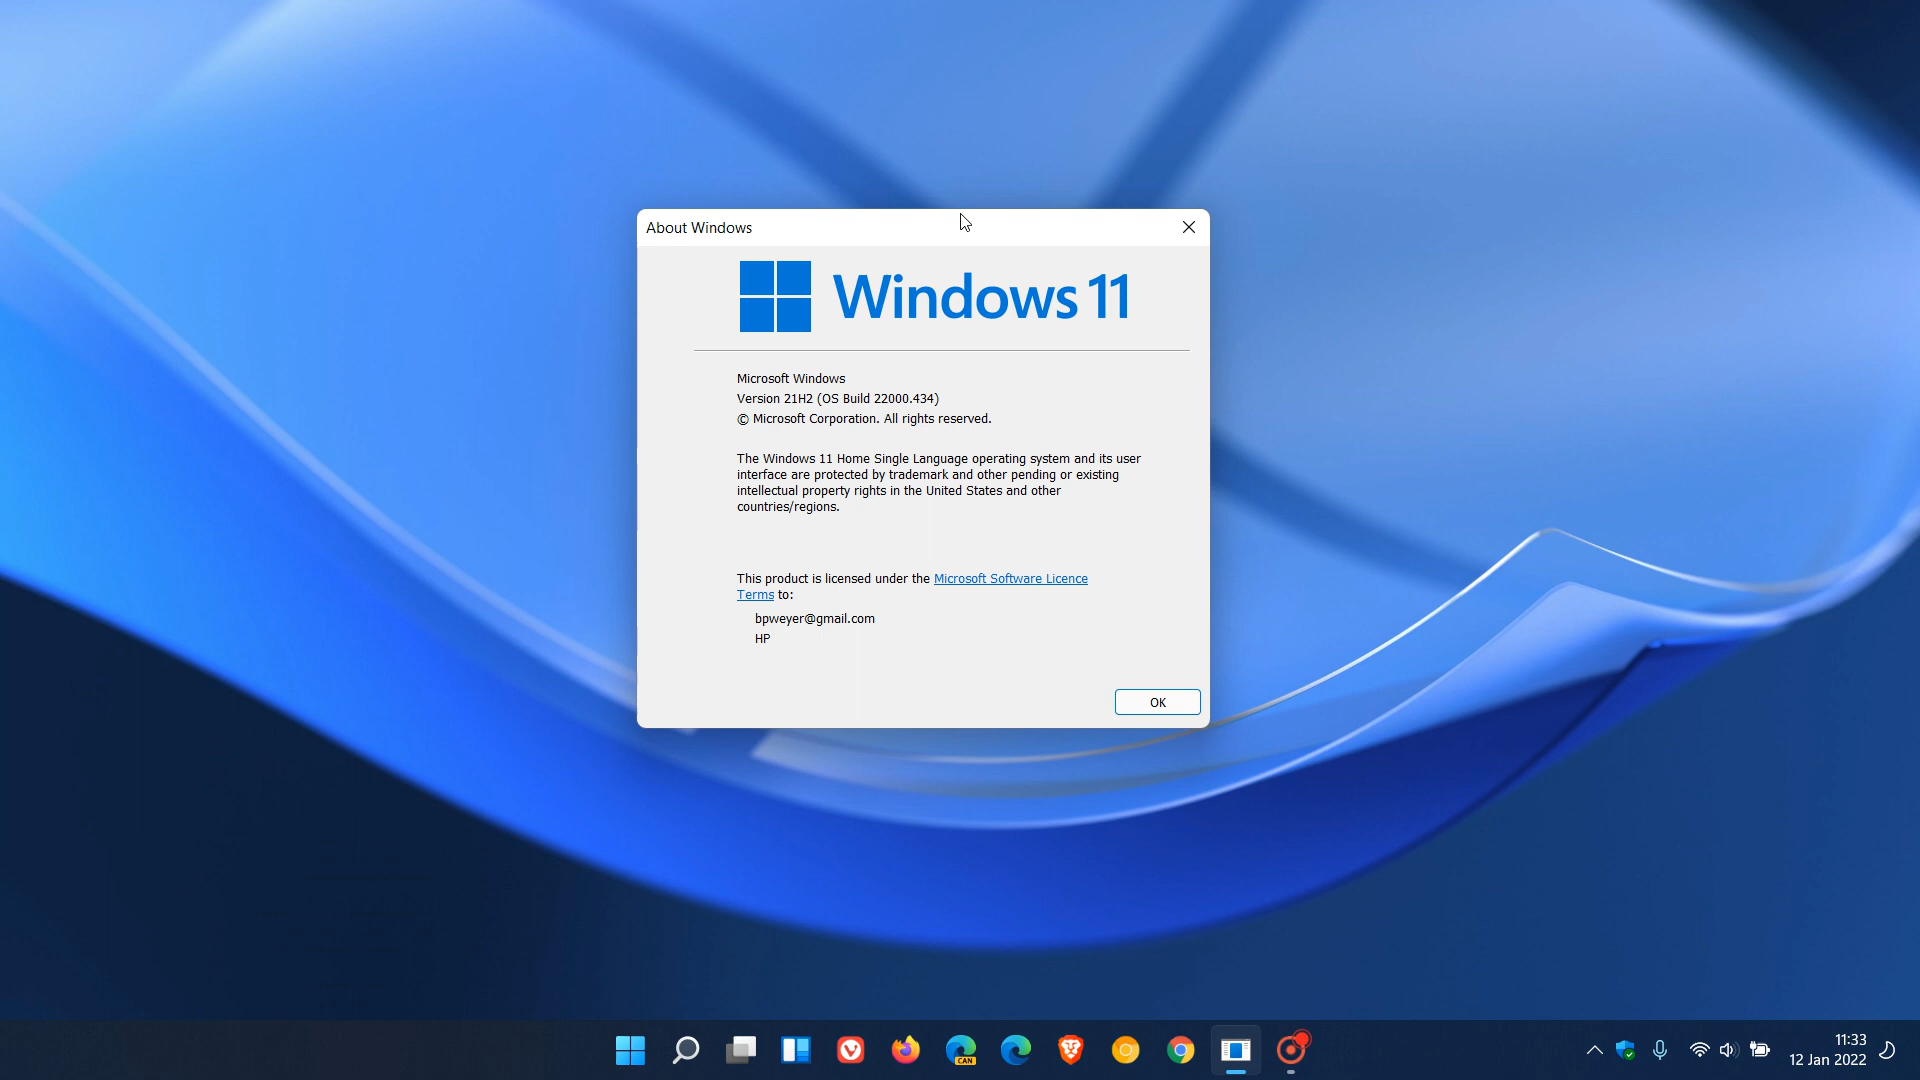 About Windows
Windows 11
Microsoft Windows
Version 21H2 (OS Build 22000.434)
© Microsoft Corporation. All rights reserved.
The Windows 11 Home Single Language operating system and its user
interface are protected by trademark and other pending or existing
intellectual property rights in the United States and other
countries/regions.
This product is licensed under the Microsoft Software Licence
Terms to:
bpweyer@gmail.com
HP
OK
CAN
11:33
12 Jan 2022